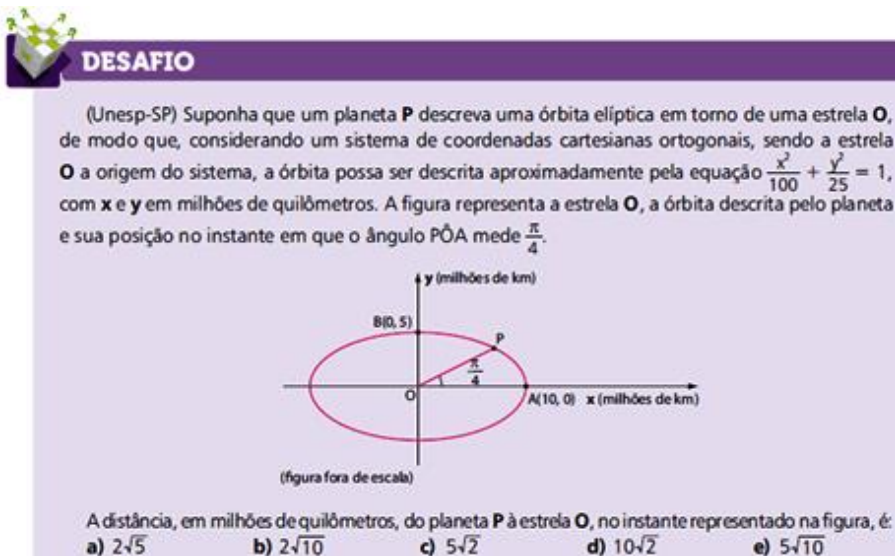 DESAFIO
(Unesp-SP) Suponha que um planeta P descreva uma órbita elíptica em torno de uma estrela O,
de modo que, considerando um sistema de coordenadas cartesianas ortogonais, sendo a estrela
O a origem do sistema, a órbita possa ser descrita aproximadamente pela equação x²/100 + y²/25 = 1,
com x e y em milhões de quilômetros. A figura representa a estrela O, a órbita descrita pelo planeta
e sua posição no instante em que o ângulo PÔA mede π/4.
y (milhões de km)
B(0, 5)
P
π/4
O
A(10, 0) x (milhões de km)
(figura fora de escala)
A distância, em milhões de quilômetros, do planeta P à estrela O, no instante representado na figura, é:
a) 2√5 b) 2√10 c) 5√2 d) 10√2 e) 5√10